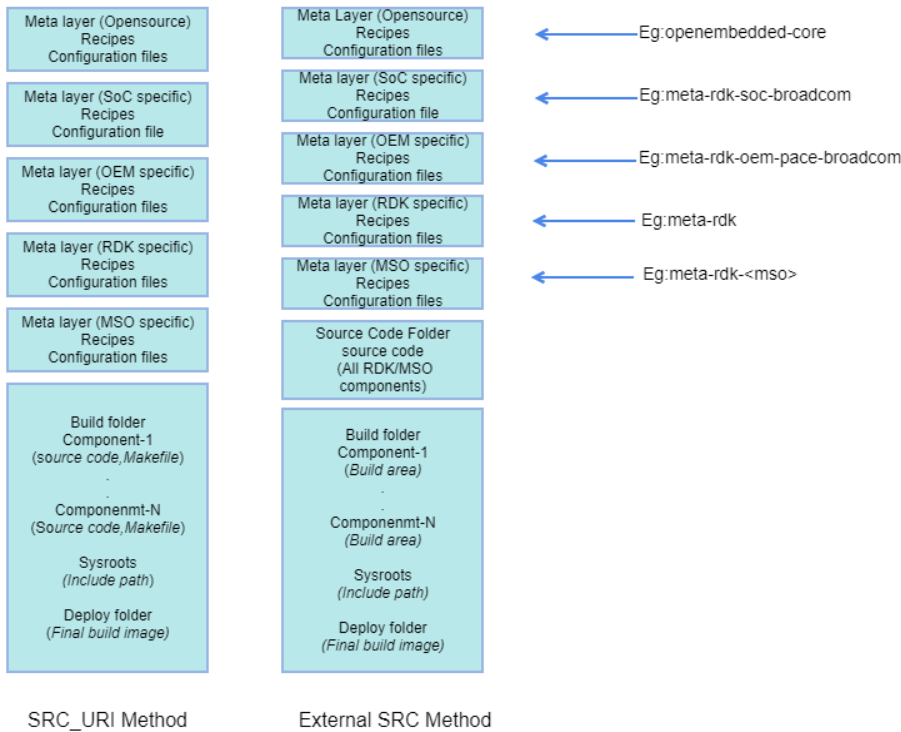 Meta layer (Opensource)
Recipes
Configuration files
Meta layer (SoC specific)
Recipes
Configuration file
Meta layer (OEM specific)
Recipes
Configuration files
Meta layer (RDK specific)
Recipes
Configuration files
Meta layer (MSO specific)
Recipes
Configuration files
Build folder
Component-1
(source code,Makefile)
.
.
Componenmt-N
(Source code,Makefile)
Sysroots
(Include path)
Deploy folder
(Final build image)
SRC_URI Method
Meta Layer (Opensource)
Recipes
Configuration files
Meta layer (SoC specific)
Recipes
Configuration file
Meta layer (OEM specific)
Recipes
Configuration files
Meta layer (RDK specific)
Recipes
Configuration files
Meta layer (MSO specific)
Recipes
Configuration files
Source Code Folder
source code
(All RDK/MSO
components)
Build folder
Component-1
(Build area)
.
.
Componenmt-N
(Build area)
Sysroots
(Include path)
Deploy folder
(Final build image)
External SRC Method
Eg:openembedded-core
Eg:meta-rdk-soc-broadcom
Eg:meta-rdk-oem-pace-broadcom
Eg:meta-rdk
Eg:meta-rdk-<mso>